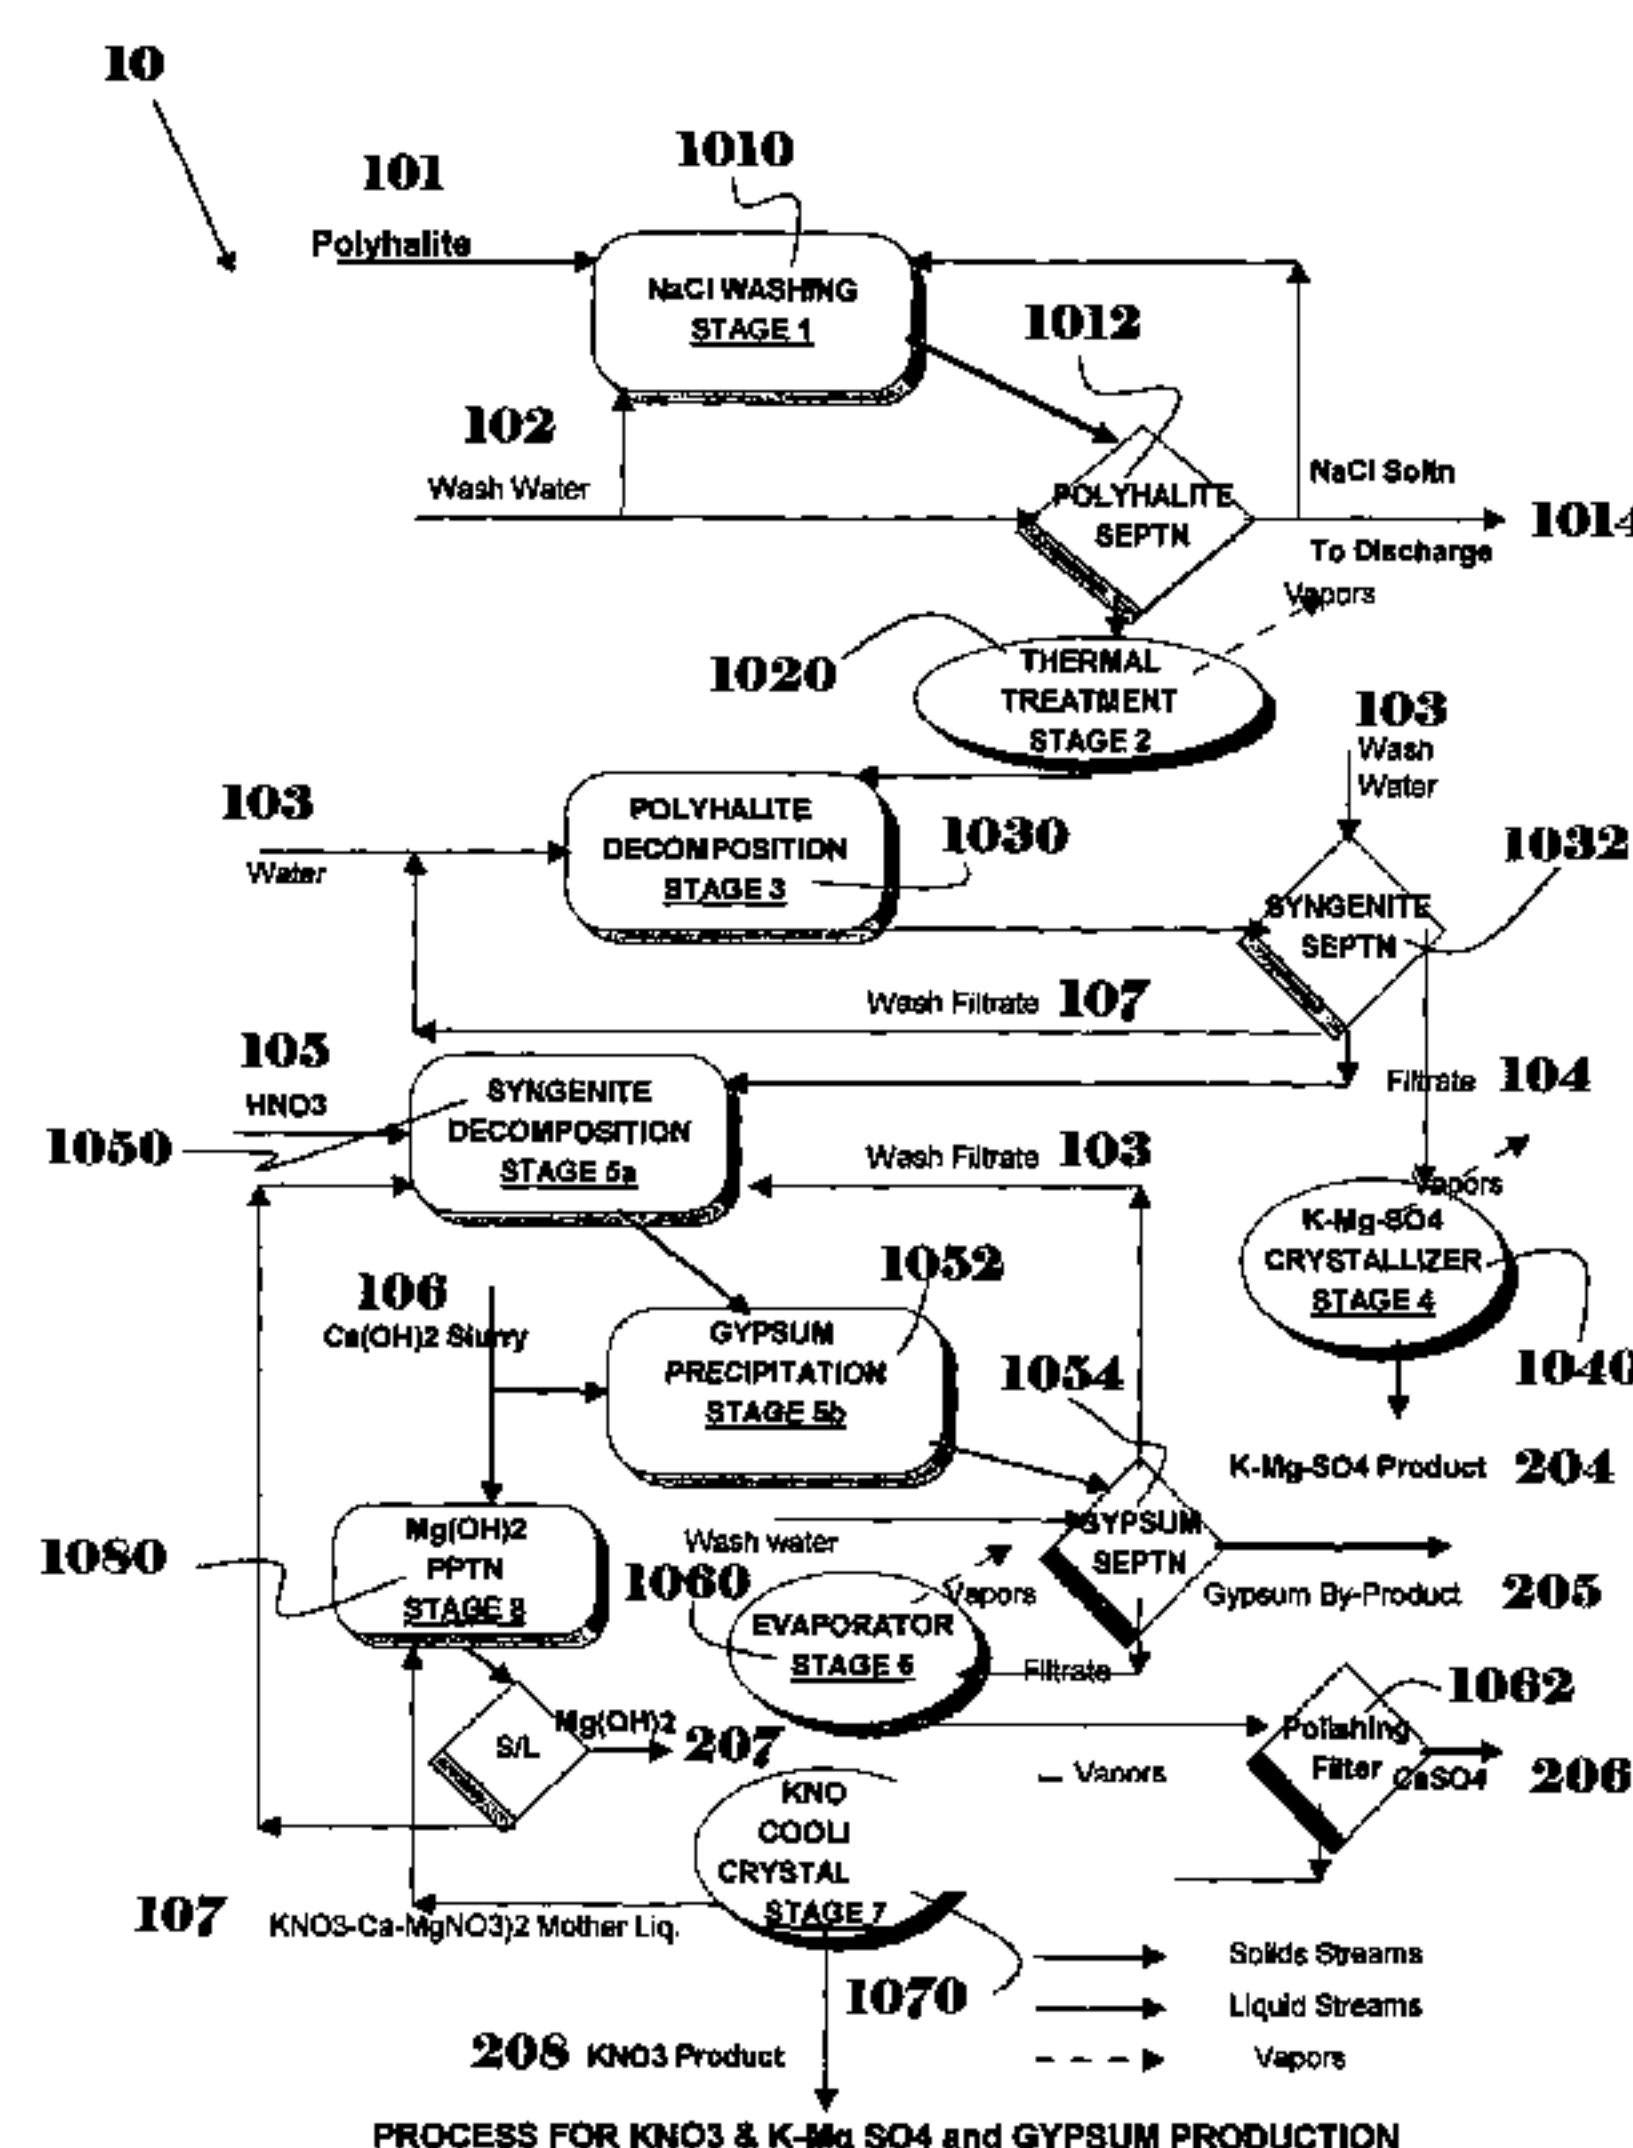 10
101
1010
Polyhalite
NaCl WASHING
STAGE 1
1012
102
Wash Water
POLYHALITE
SEPTN
NaCl Soltn
1014
To Discharge
Vapors
1020
THERMAL
TREATMENT
STAGE 2
103
Wash
Water
103
Water
POLYHALITE
DECOMPOSITION
STAGE 3
1030
1032
SYNGENITE
SEPTN
Wash Filtrate 107
105
HNO3
1050
SYNGENITE
DECOMPOSITION
STAGE 5a
Filtrate 104
Wash Filtrate 103
Vapors
K-Mg-SO4
CRYSTALLIZER
STAGE 4
1040
106
Ca(OH)2 Slurry
1052
GYPSUM
PRECIPITATION
STAGE 5b
1054
K-Mg-SO4 Product 204
Mg(OH)2
PPTN
STAGE 8
1080
Wash water
GYPSUM
SEPTN
1060
Vapors
Gypsum By-Product 205
EVAPORATOR
STAGE 6
Filtrate
1062
S/L
Mg(OH)2
207
Polishing
Filter
CaSO4 206
Vapors
KNO
COOLI
CRYSTAL
STAGE 7
107 KNO3-Ca-MgNO3)2 Mother Liq.
1070
Solids Streams
Liquid Streams
Vapors
208 KNO3 Product
PROCESS FOR KNO3 & K-Mg SO4 and GYPSUM PRODUCTION